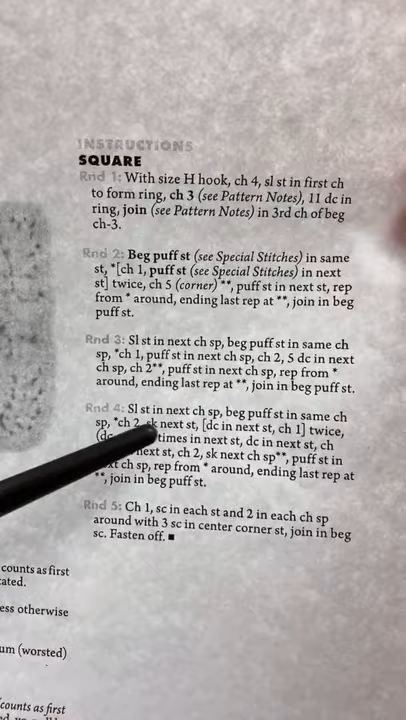 INSTRUCTIONS
SQUARE
Rnd 1: With size H hook, ch 4, sl st in first ch
to form ring, ch 3 (see Pattern Notes), 11 dc in
ring, join (see Pattern Notes) in 3rd ch of beg
ch-3.
Rnd 2: Beg puff st (see Special Stitches) in same
st, *[ch 1, puff st (see Special Stitches) in next
st] twice, ch 5 (corner)**, puff st in next st, rep
from * around, ending last rep at **, join in beg
puff st.
Rnd 3: Sl st in next ch sp, beg puff st in same ch
sp, *ch 1, puff st in next ch sp, ch 2, 5 dc in next
ch sp, ch 2**, puff st in next ch sp, rep from *
around, ending last rep at **, join in beg puff st.
Rnd 4: Sl st in next ch sp, beg puff st in same ch
sp, *ch 2, sk next st, [dc in next st, ch 1] twice,
(dc times in next st, dc in next st, ch
next st, ch 2, sk next ch sp**, puff st in
ch sp, rep from * around, ending last rep at
**, join in beg puff st.
Rnd 5: Ch 1, sc in each st and 2 in each ch sp
around with 3 sc in center corner st, join in beg
sc. Fasten off. ■
counts as first
ess otherwise
um (worsted)
counts as first